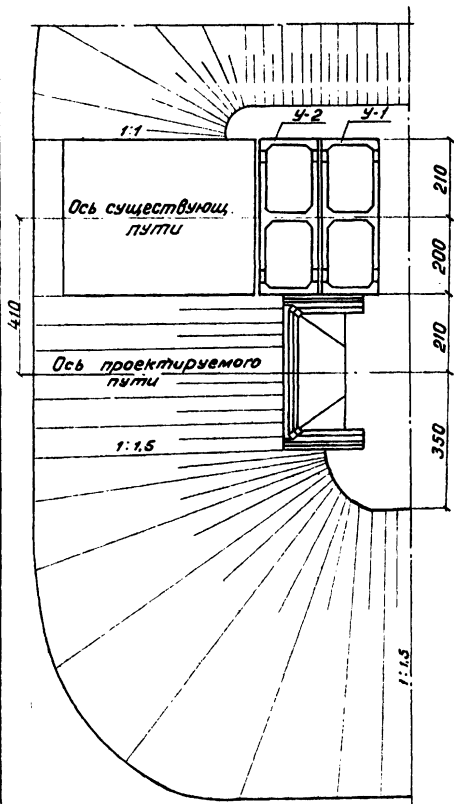 У-2
У-1
1:1
210
Ось существующ.
пути
200
410
210
Ось проектируемого
пути
1:1,5
350
1:1,5